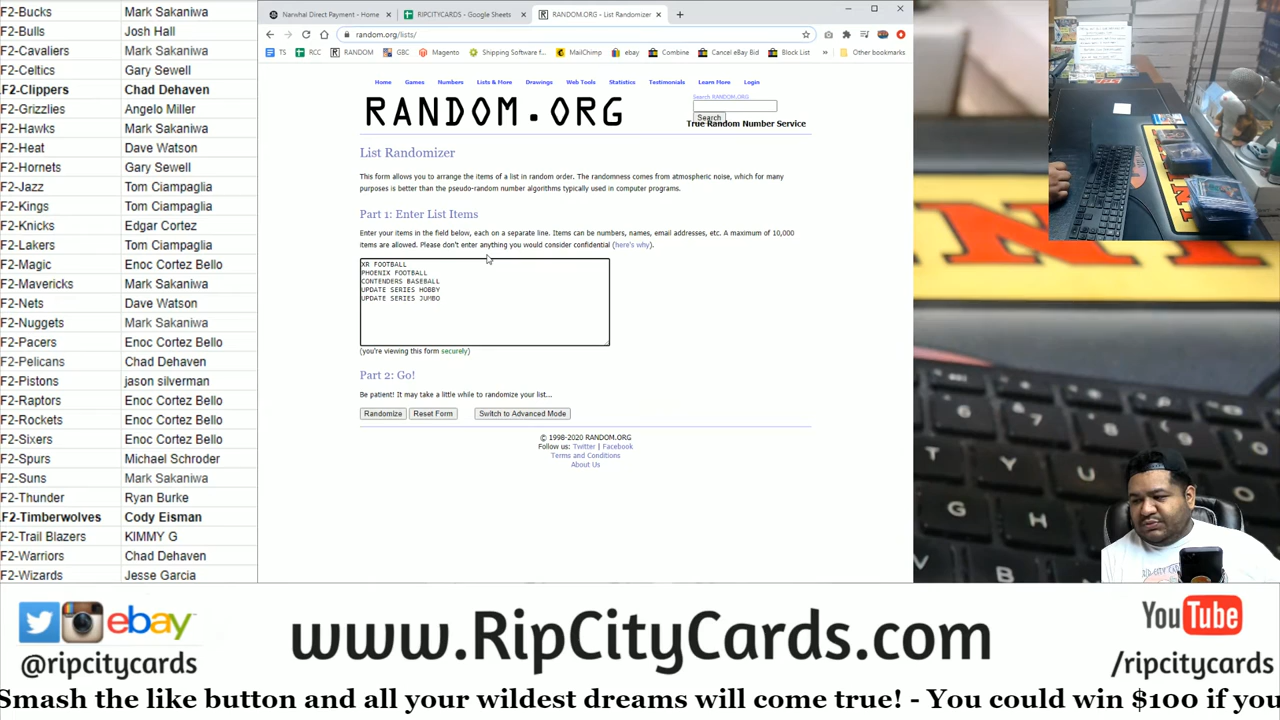 F2-Bucks Mark Sakaniwa
F2-Bulls Josh Hall
F2-Cavaliers Mark Sakaniwa
F2-Celtics Gary Sewell
F2-Clippers Chad Dehaven
F2-Grizzlies Angelo Miller
F2-Hawks Mark Sakaniwa
F2-Heat Dave Watson
F2-Hornets Gary Sewell
F2-Jazz Tom Ciampaglia
F2-Kings Tom Ciampaglia
F2-Knicks Edgar Cortez
F2-Lakers Tom Ciampaglia
F2-Magic Enoc Cortez Bello
F2-Mavericks Mark Sakaniwa
F2-Nets Dave Watson
F2-Nuggets Mark Sakaniwa
F2-Pacers Enoc Cortez Bello
F2-Pelicans Chad Dehaven
F2-Pistons jason silverman
F2-Raptors Enoc Cortez Bello
F2-Rockets Enoc Cortez Bello
F2-Sixers Enoc Cortez Bello
F2-Spurs Michael Schroder
F2-Suns Mark Sakaniwa
F2-Thunder Ryan Burke
F2-Timberwolves Cody Eisman
F2-Trail Blazers KIMMY G
F2-Warriors Chad Dehaven
F2-Wizards Jesse Garcia
Narwhal Direct Payment - Home RIPCITYCARDS - Google Sheets RANDOM.ORG - List Randomizer
random.org/lists/
TS RCC RANDOM GBC Magento Shipping Software f... MailChimp ebay Combine Cancel eBay Bid Block List Other bookmarks
Home Games Numbers Lists & More Drawings Web Tools Statistics Testimonials Learn More Login
RANDOM.ORG
Search RANDOM.ORG
Search
True Random Number Service
List Randomizer
This form allows you to arrange the items of a list in random order. The randomness comes from atmospheric noise, which for many
purposes is better than the pseudo-random number algorithms typically used in computer programs.
Part 1: Enter List Items
Enter your items in the field below, each on a separate line. Items can be numbers, names, email addresses, etc. A maximum of 10,000
items are allowed. Please don't enter anything you would consider confidential (here's why).
XR FOOTBALL
PHOENIX FOOTBALL
CONTENDERS BASEBALL
UPDATE SERIES HOBBY
UPDATE SERIES JUMBO
(you're viewing this form securely)
Part 2: Go!
Be patient! It may take a little while to randomize your list...
Randomize Reset Form Switch to Advanced Mode
© 1998-2020 RANDOM.ORG
Follow us: Twitter | Facebook
Terms and Conditions
About Us
ebay
@ripcitycards
www.RipCityCards.com
YouTube
/ripcitycards
Smash the like button and all your wildest dreams will come true! - You could win $100 if you